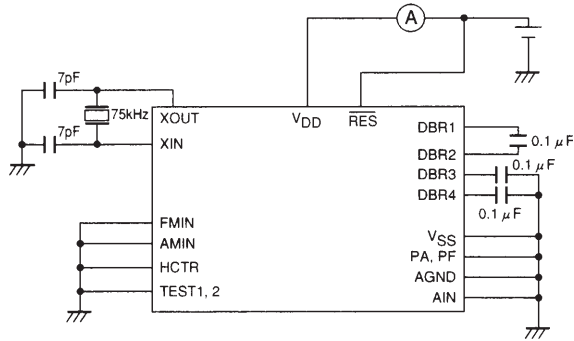 A
7pF
75kHz
7pF
XOUT
XIN
VDD
RES
DBR1
DBR2
DBR3
DBR4
0.1 μF
0.1 μF
0.1 μF
FMIN
AMIN
HCTR
TEST1, 2
VSS
PA, PF
AGND
AIN